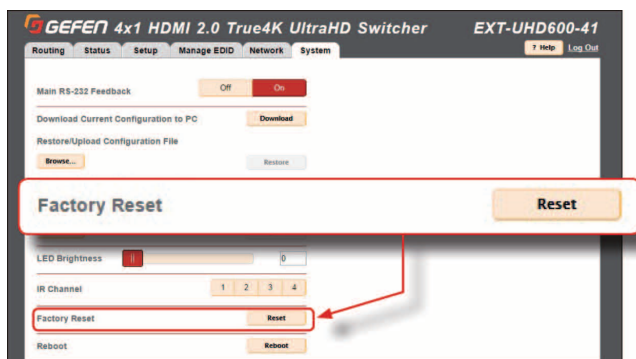 GEFEN 4x1 HDMI 2.0 True4K UltraHD Switcher EXT-UHD600-41
Routing Status Setup Manage EDID Network System ? Help Log Out
Main RS-232 Feedback Off On
Download Current Configuration to PC Download
Restore/Upload Configuration File
Browse... Restore
Factory Reset Reset
LED Brightness 0
IR Channel 1 2 3 4
Factory Reset Reset
Reboot Reboot